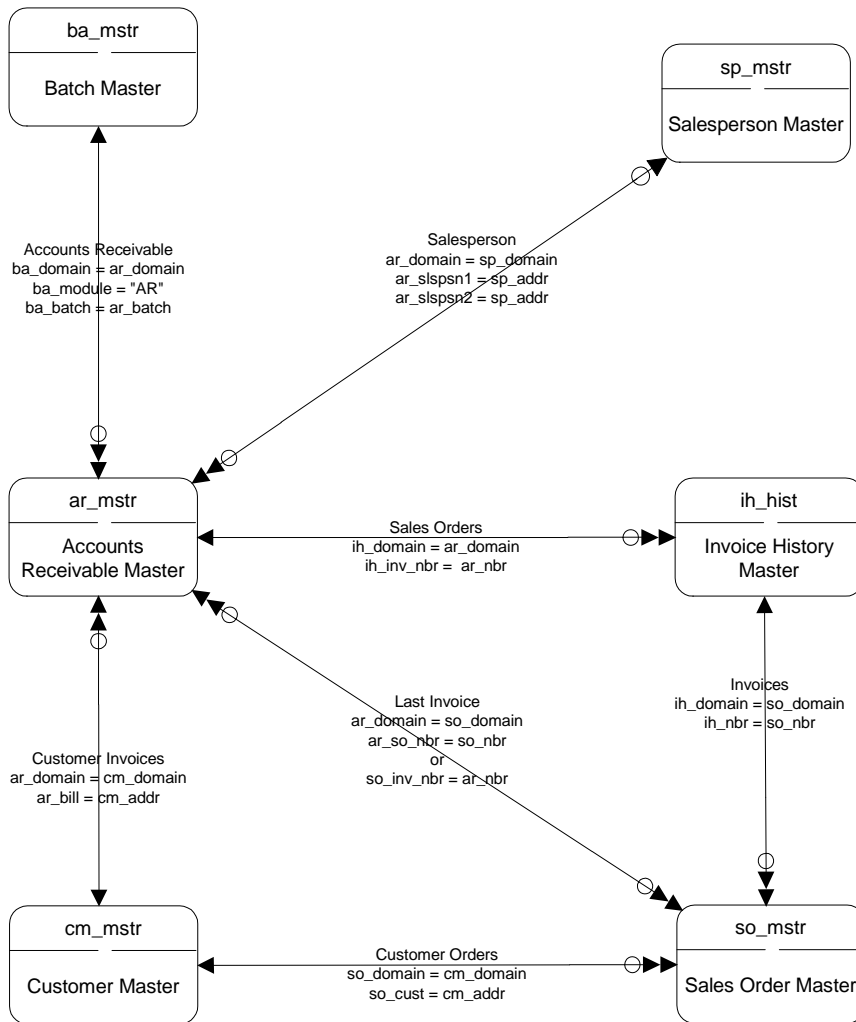 ba_mstr
Batch Master
sp_mstr
Salesperson Master
Accounts Receivable
ba_domain = ar_domain
ba_module = "AR"
ba_batch = ar_batch
Salesperson
ar_domain = sp_domain
ar_slspsn1 = sp_addr
ar_slspsn2 = sp_addr
ar_mstr
Accounts
Receivable Master
Sales Orders
ih_domain = ar_domain
ih_inv_nbr =  ar_nbr
ih_hist
Invoice History
Master
Last Invoice
ar_domain = so_domain
ar_so_nbr = so_nbr
or
so_inv_nbr = ar_nbr
Invoices
ih_domain = so_domain
ih_nbr = so_nbr
Customer Invoices
ar_domain = cm_domain
ar_bill = cm_addr
cm_mstr
Customer Master
Customer Orders
so_domain = cm_domain
so_cust = cm_addr
so_mstr
Sales Order Master